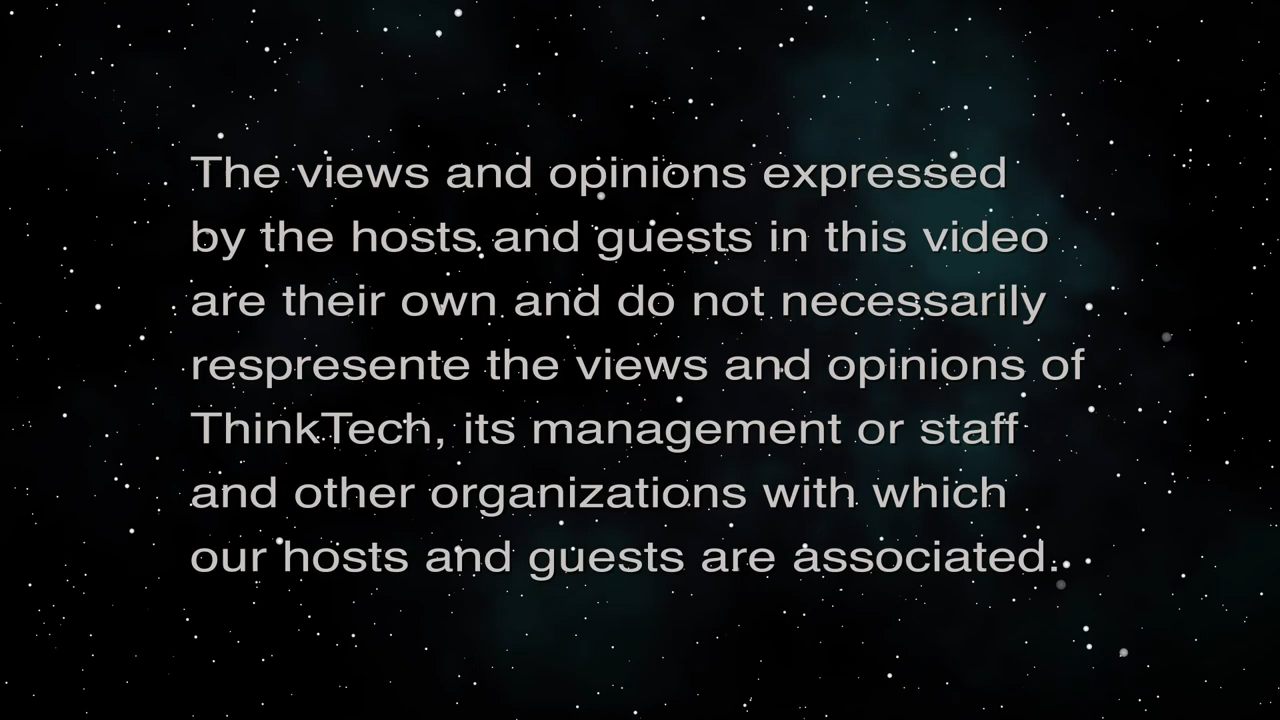 The views and opinions expressed
by the hosts and guests in this video
are their own and do not necessarily
respresente the views and opinions of
ThinkTech, its management or staff
and other organizations with which
our hosts and guests are associated.